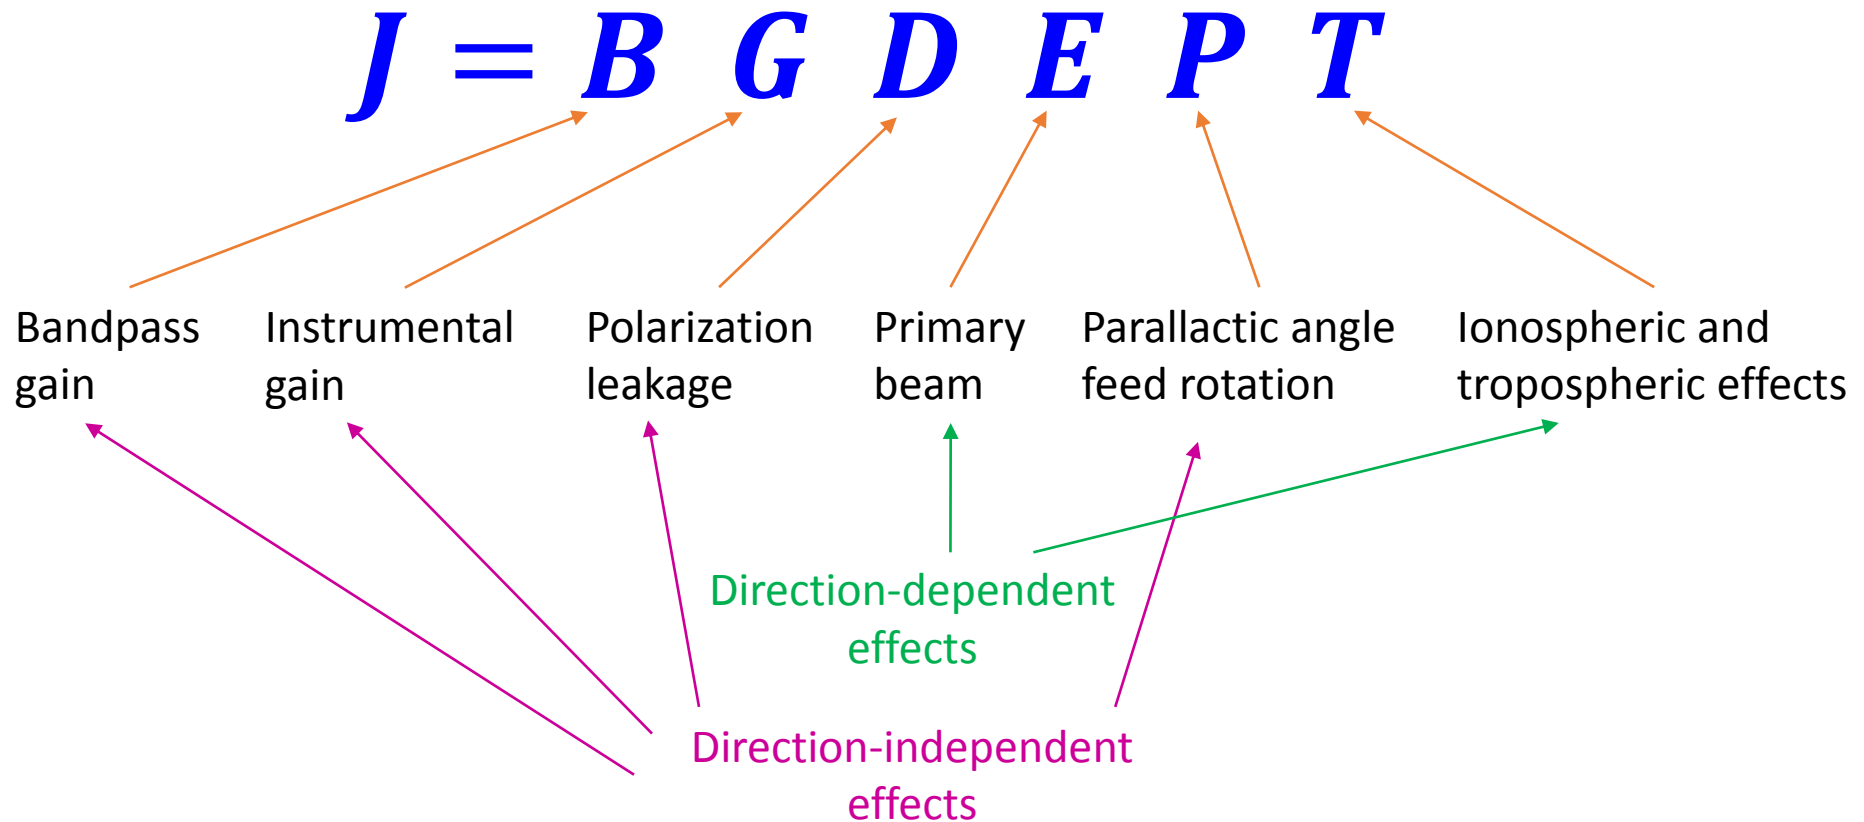 J = B G D E P T
Bandpass
gain
Instrumental
gain
Polarization
leakage
Primary
beam
Parallactic angle
feed rotation
Ionospheric and
tropospheric effects
Direction-dependent
effects
Direction-independent
effects